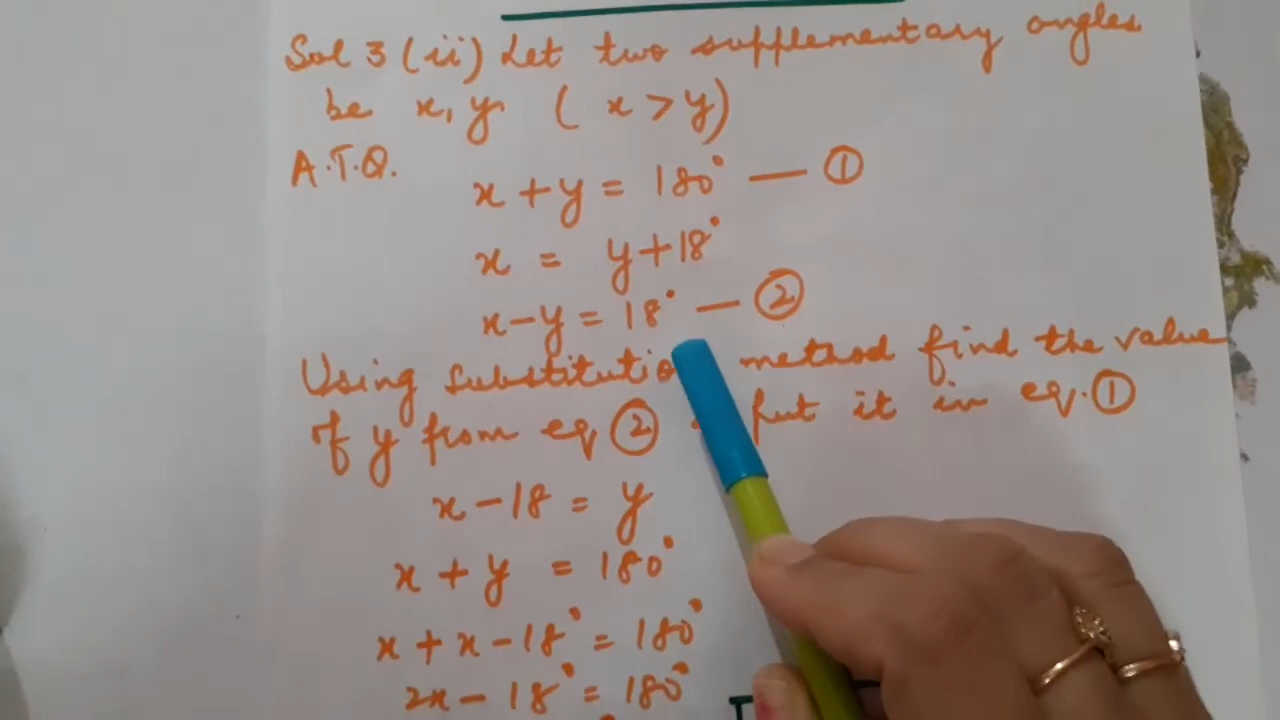 Sol 3 (ii) Let two supplementary angles
be x, y. ( x > y)
A.T.Q.
x + y = 180° — ①
x = y + 18°
x - y = 18° — ②
Using substitution method find the value
of y from eq ② put it in eq. ①
x - 18 = y
x + y = 180°
x + x - 18° = 180°
2x - 18° = 180°